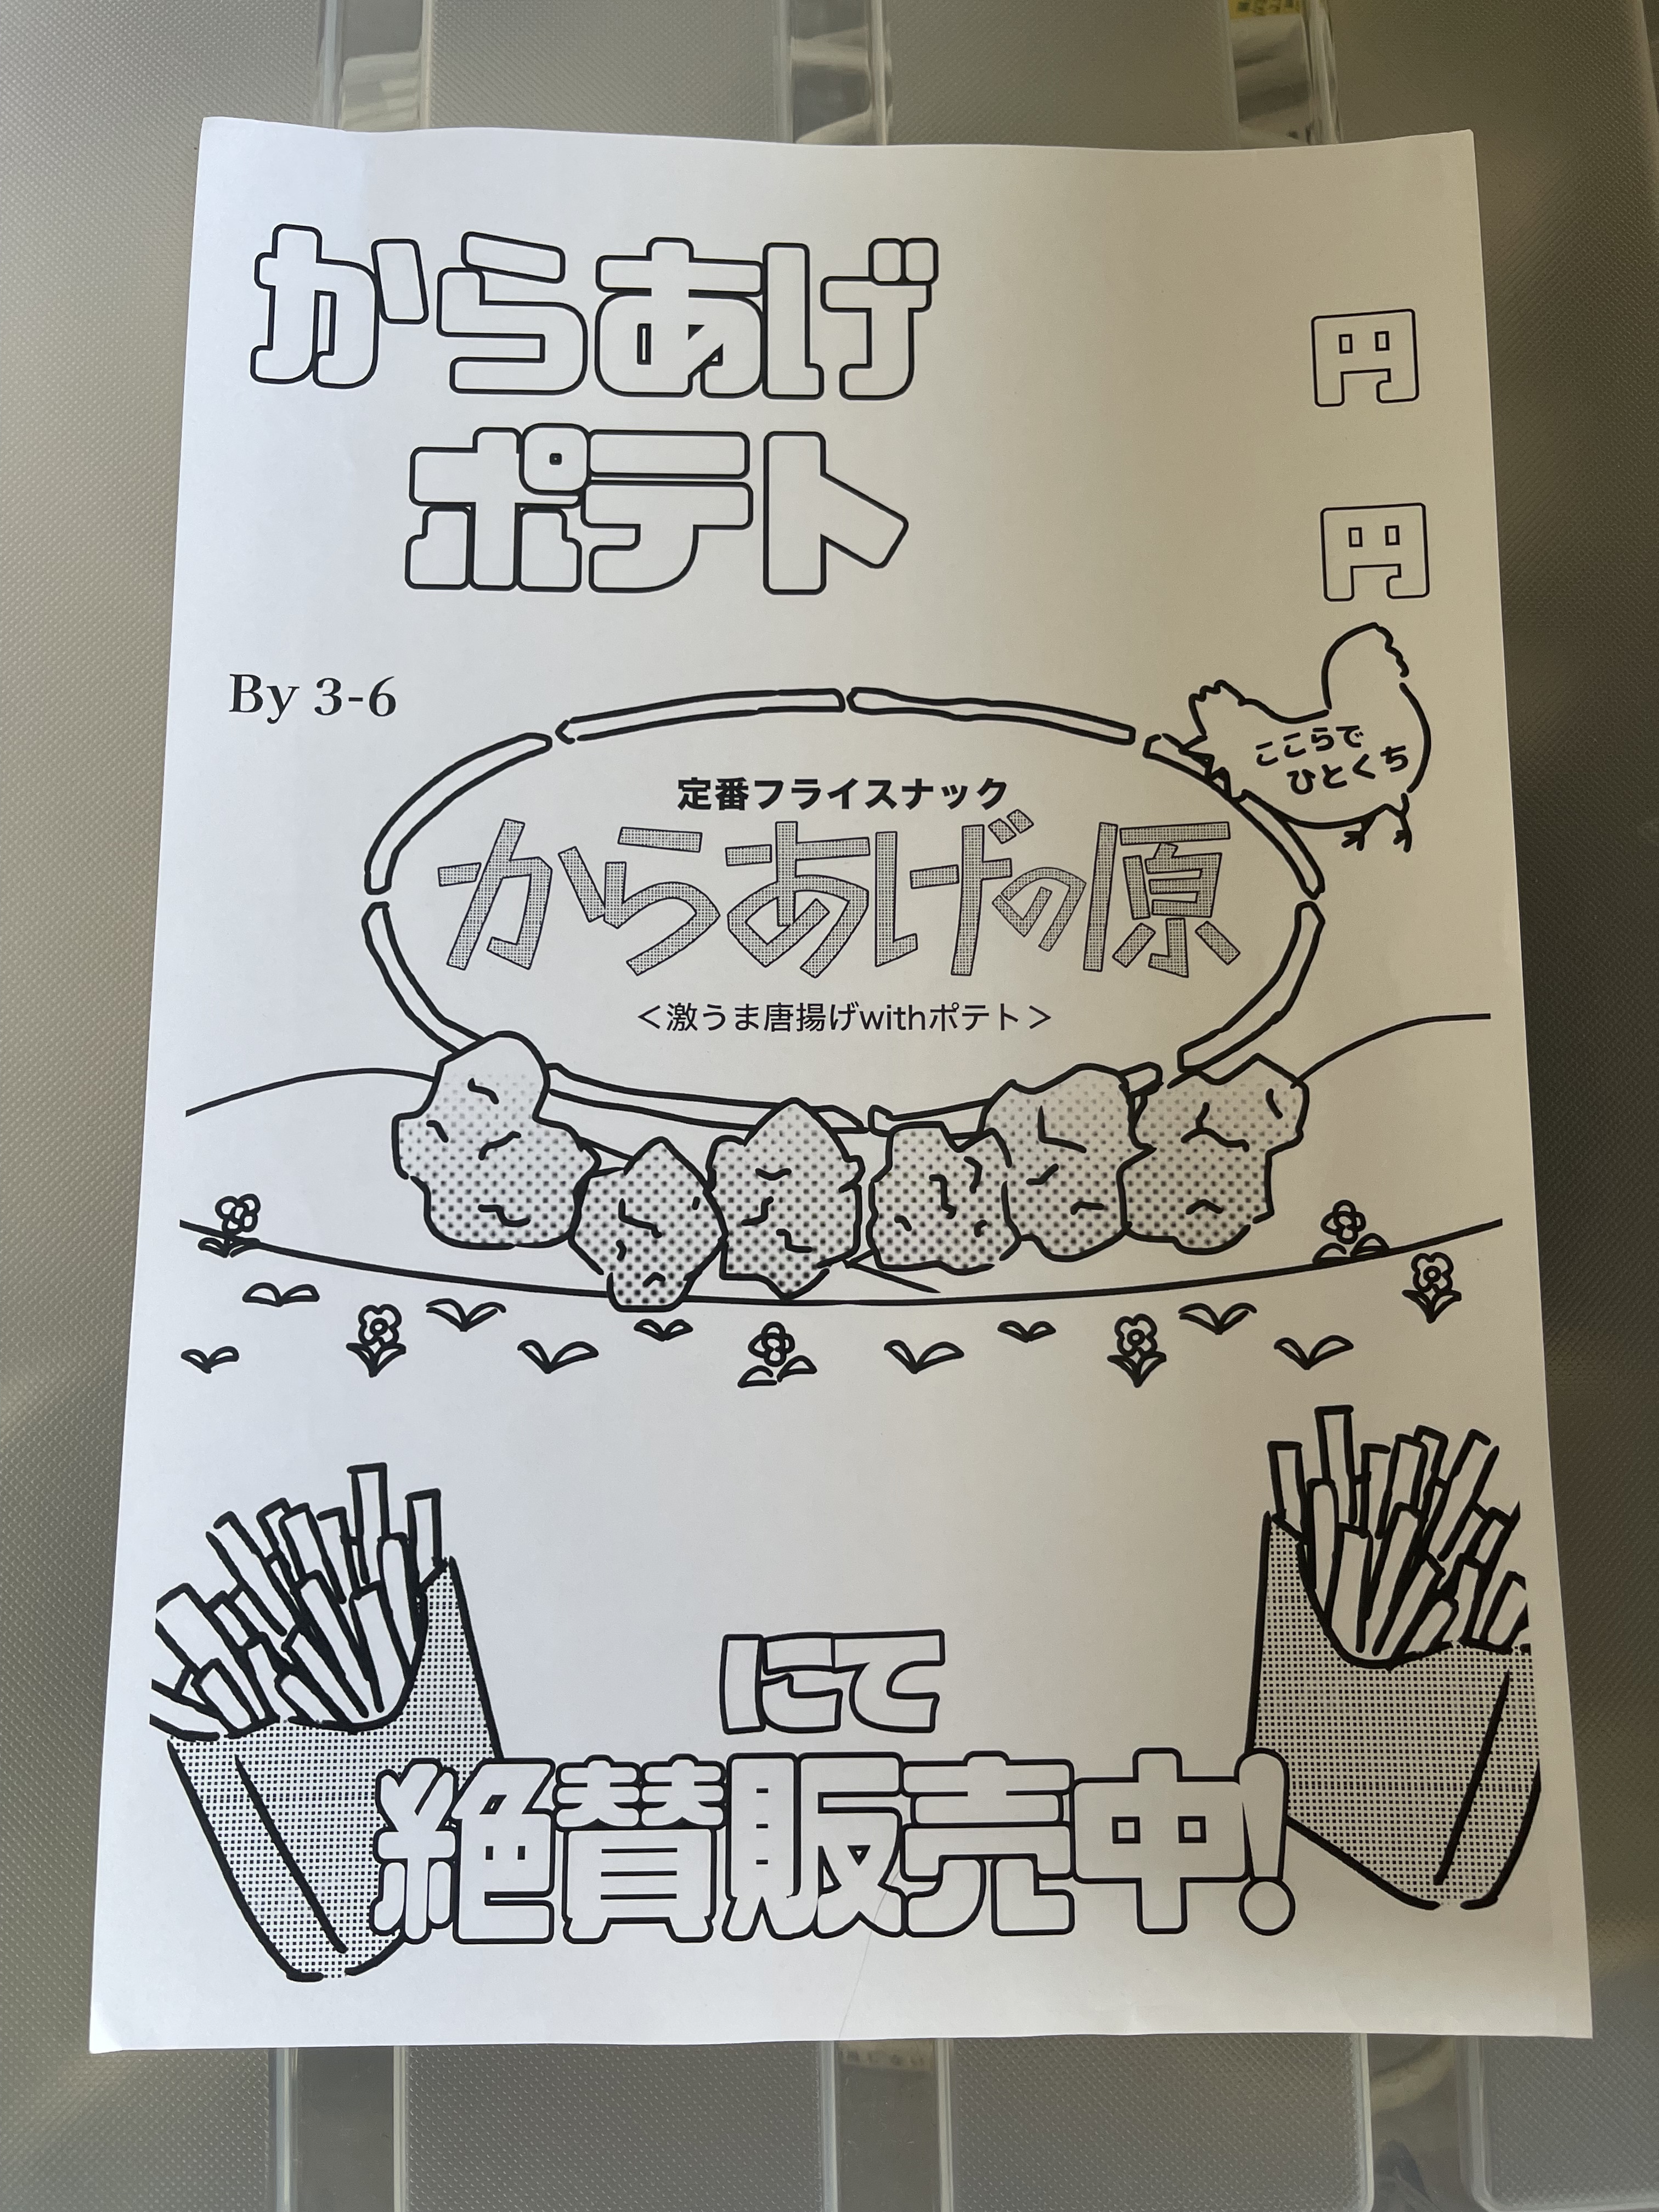 からあげ 円
ポテト 円
By 3-6
ここらで
ひとくち
定番フライスナック
からあげの原
＜激うま唐揚げwithポテト＞
にて
絶賛販売中!